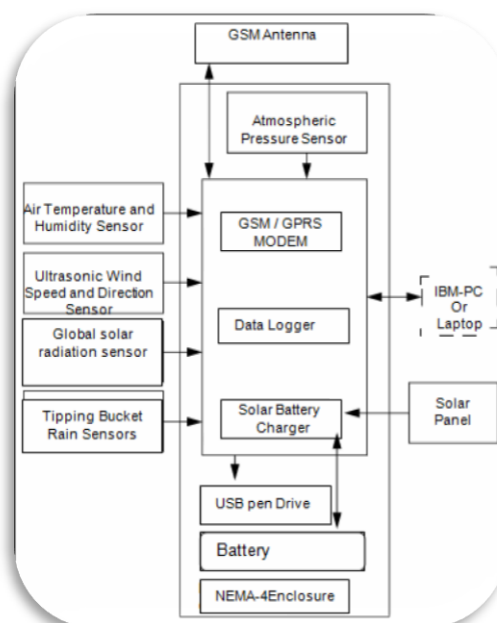 GSM Antenna
Atmospheric
Pressure Sensor
Air Temperature and
Humidity Sensor
GSM / GPRS
MODEM
Ultrasonic Wind
Speed and Direction
Sensor
IBM-PC
Or
Laptop
Global solar
radiation sensor
Data Logger
Tipping Bucket
Rain Sensors
Solar Battery
Charger
Solar
Panel
USB pen Drive
Battery
NEMA-4Enclosure